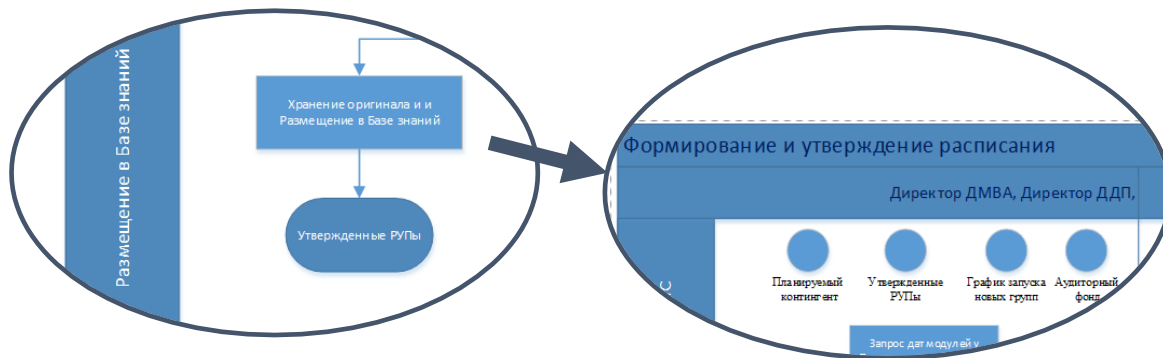 Размещение в Базе знаний
Хранение оригинала и и
Размещение в Базе знаний
Утвержденные РУПы
Формирование и утверждение расписания
Директор ДМВА, Директор ДДП,
Планируемый
контингент
Утвержденные
РУПы
График запуска
новых групп
Аудиторный
фонд
Запрос дат модулей у